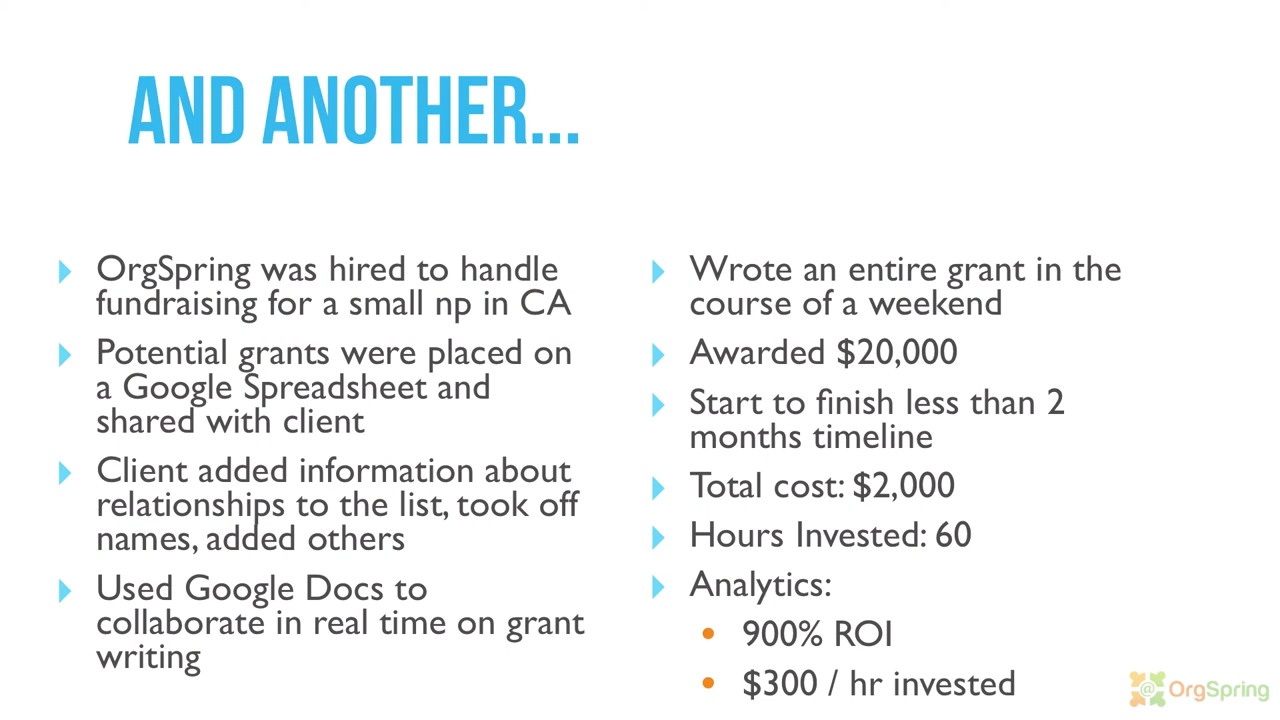 AND ANOTHER...
OrgSpring was hired to handle
fundraising for a small np in CA
Potential grants were placed on
a Google Spreadsheet and
shared with client
Client added information about
relationships to the list, took off
names, added others
Used Google Docs to
collaborate in real time on grant
writing
Wrote an entire grant in the
course of a weekend
Awarded $20,000
Start to finish less than 2
months timeline
Total cost: $2,000
Hours Invested: 60
Analytics:
900% ROI
$300 / hr invested
@ OrgSpring